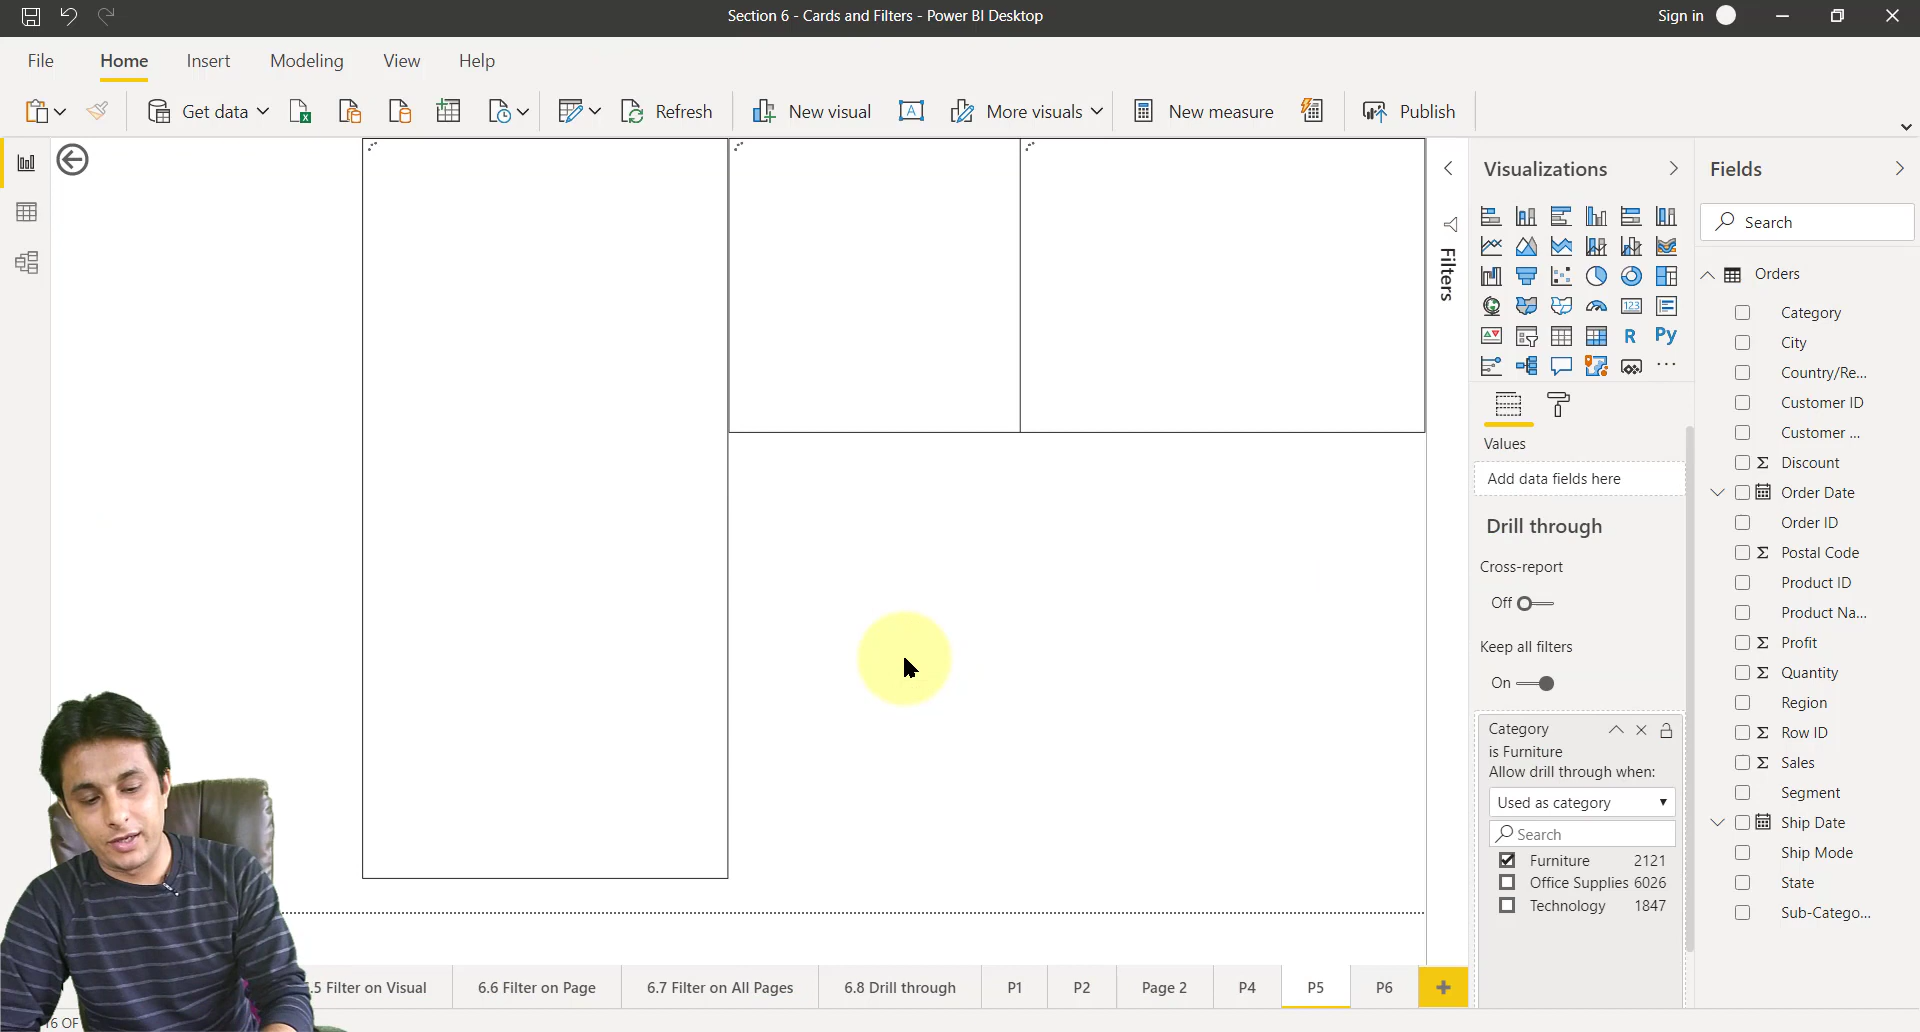 Section 6 - Cards and Filters - Power BI Desktop
Sign in
File
Home
Insert
Modeling
View
Help
Get data
Refresh
New visual
A
More visuals
New measure
Publish
Filters
Visualizations
123
R
Py
Values
Add data fields here
Drill through
Cross-report
Off
Keep all filters
On
Category
is Furniture
Allow drill through when:
Used as category
Search
Furniture 2121
Office Supplies 6026
Technology 1847
Fields
Search
Orders
Category
City
Country/Re...
Customer ID
Customer ...
Discount
Order Date
Order ID
Postal Code
Product ID
Product Na...
Profit
Quantity
Region
Row ID
Sales
Segment
Ship Date
Ship Mode
State
Sub-Catego...
.5 Filter on Visual
6.6 Filter on Page
6.7 Filter on All Pages
6.8 Drill through
P1
P2
Page 2
P4
P5
P6
16 OF